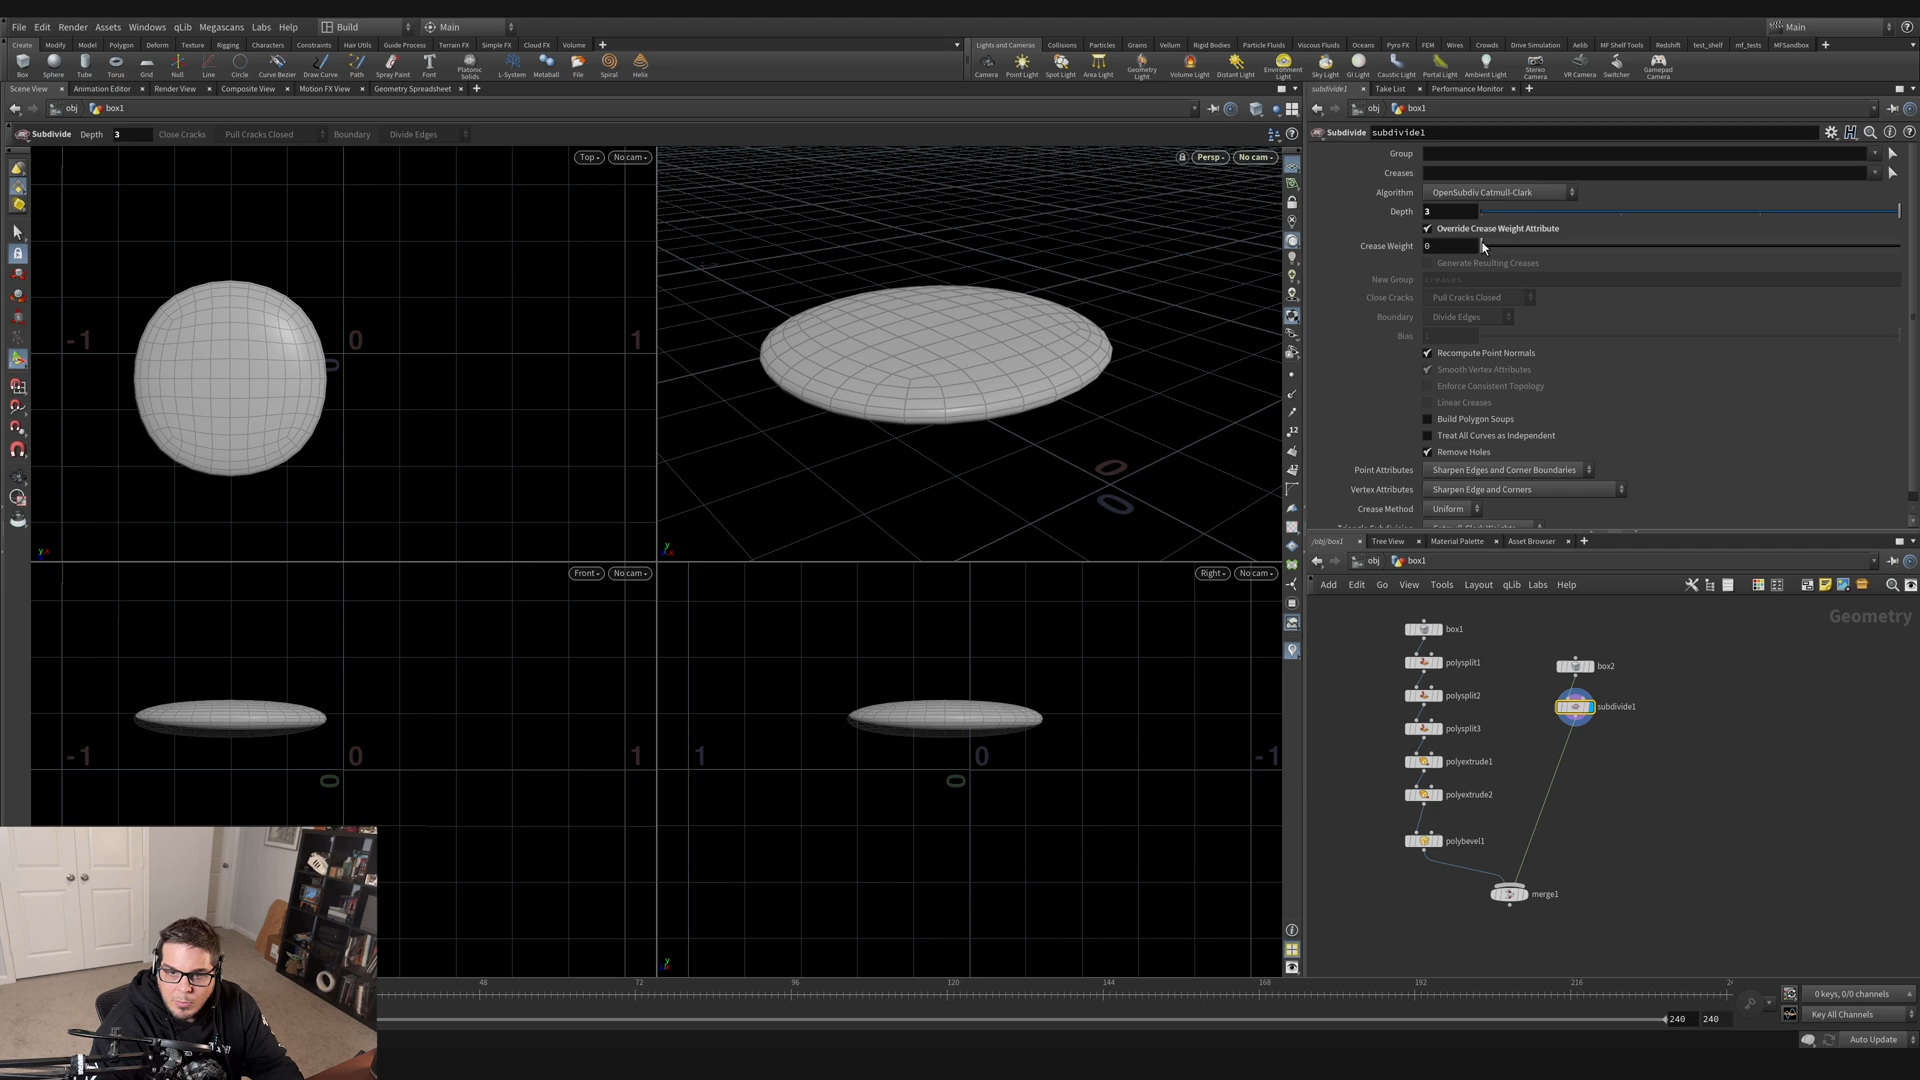 File Edit Render Assets Windows qLib Megascans Labs Help Build Main Main
Create Modify Model Polygon Deform Texture Rigging Characters Constraints Hair Utils Guide Process Terrain FX Simple FX Cloud FX Volume
Lights and Cameras Collisions Particles Grains Vellum Rigid Bodies Particle Fluids Viscous Fluids Oceans Pyro FX FEM Wires Crowds Drive Simulation Aelib MF Shelf Tools Redshift test_shelf mf_tests MFSandbox
Box Sphere Tube Torus Grid Null Line Circle Curve Bezier Draw Curve Path Spray Paint Font Platonic Solids L-System Metaball File Spiral Helix
Camera Point Light Spot Light Area Light Geometry Light Volume Light Distant Light Environment Light Sky Light GI Light Caustic Light Portal Light Ambient Light Stereo Camera VR Camera Switcher Gamepad Camera
Scene View Animation Editor Render View Composite View Motion FX View Geometry Spreadsheet
subdivide1 Take List Performance Monitor
obj box1
obj box1
Subdivide Depth 3 Close Cracks Pull Cracks Closed Boundary Divide Edges
Subdivide subdivide1
Top No cam
Persp No cam
Group
Creases
Algorithm OpenSubdiv Catmull-Clark
Depth 3
Override Crease Weight Attribute
Crease Weight 0
Generate Resulting Creases
New Group creases
Close Cracks Pull Cracks Closed
Boundary Divide Edges
Bias
Recompute Point Normals
Smooth Vertex Attributes
Enforce Consistent Topology
Linear Creases
Build Polygon Soups
Treat All Curves as Independent
Remove Holes
Point Attributes Sharpen Edges and Corner Boundaries
Vertex Attributes Sharpen Edge and Corners
Crease Method Uniform
-1 0 1
0
0
0
Front No cam
Right No cam
-1 0 1
0
1 0 -1
0
/obj/box1 Tree View Material Palette Asset Browser
obj box1
Add Edit Go View Tools Layout qLib Labs Help
Geometry
box1
polysplit1
box2
polysplit2
subdivide1
polysplit3
polyextrude1
polyextrude2
polybevel1
merge1
48 72 96 120 144 168 192 216
0 keys, 0/0 channels
240 240
Key All Channels
Auto Update